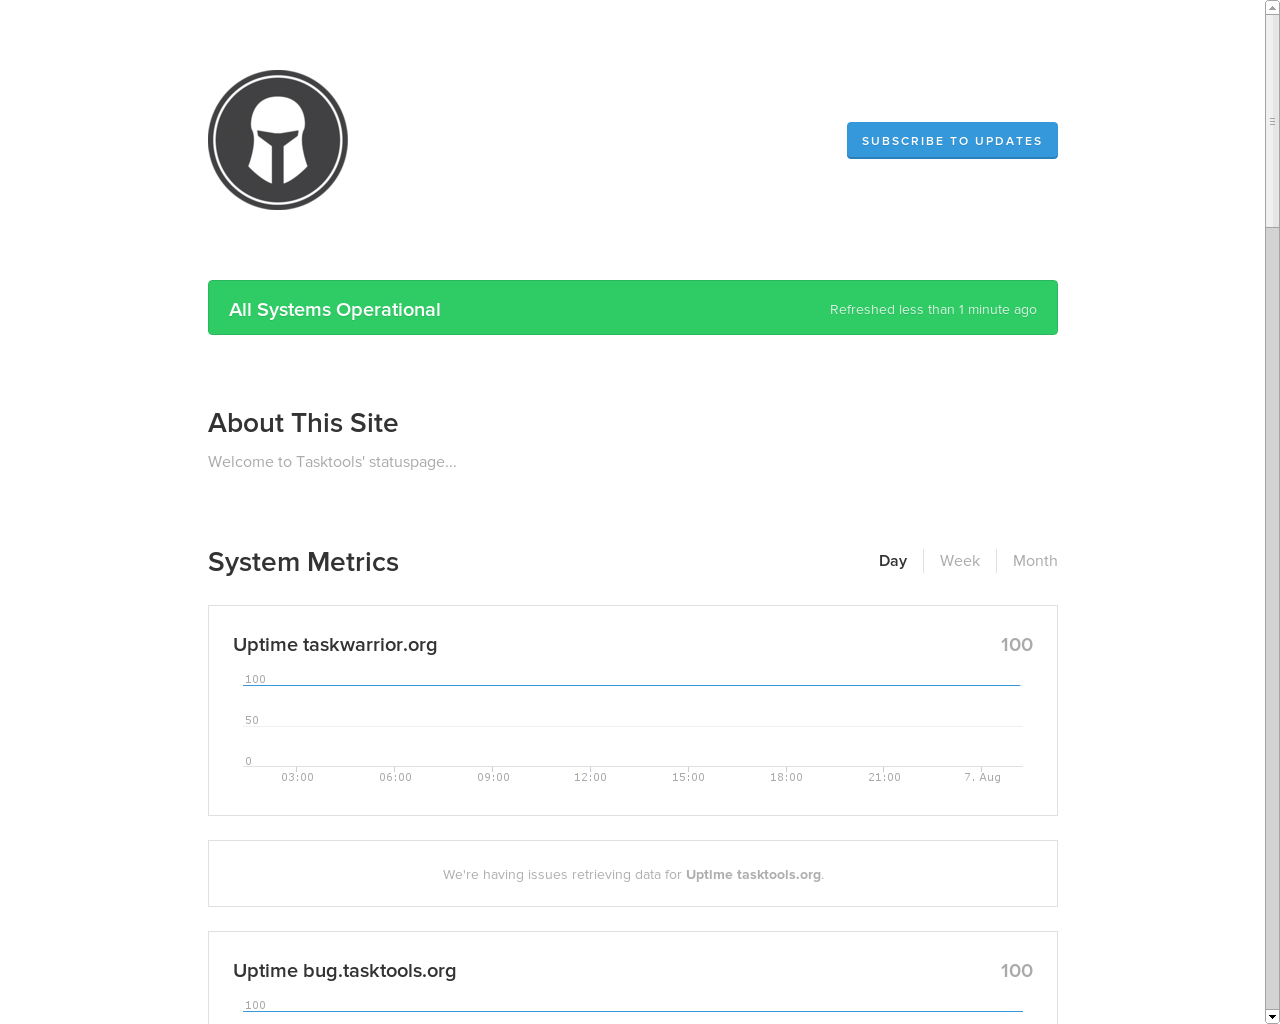 SUBSCRIBE TO UPDATES
All Systems Operational
Refreshed less than 1 minute ago
About This Site
Welcome to Tasktools' statuspage...
System Metrics
Day Week Month
Uptime taskwarrior.org
100
100
50
0
03:00 06:00 09:00 12:00 15:00 18:00 21:00 7. Aug
We're having issues retrieving data for Uptime tasktools.org.
Uptime bug.tasktools.org
100
100